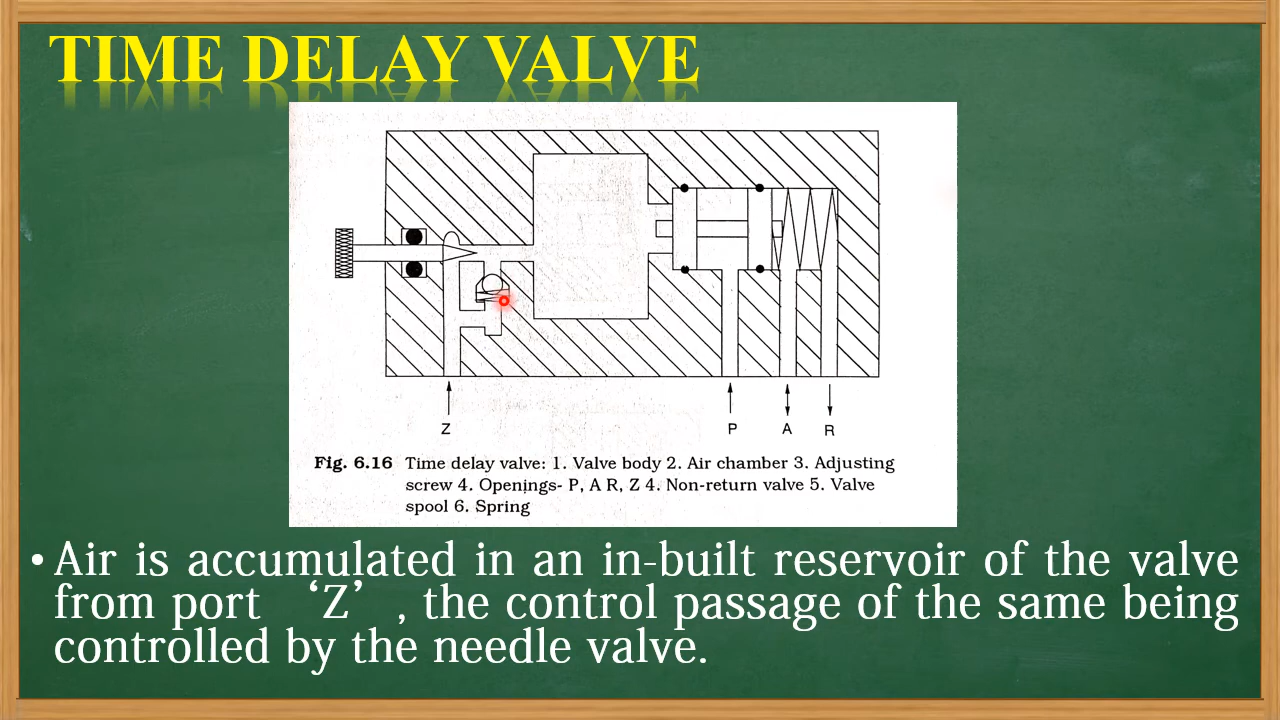 TIME DELAY VALVE
Z
P A R
Fig. 6.16 Time delay valve: 1. Valve body 2. Air chamber 3. Adjusting
screw 4. Openings- P, A R, Z 4. Non-return valve 5. Valve
spool 6. Spring
• Air is accumulated in an in-built reservoir of the valve
from port ‘Z’ , the control passage of the same being
controlled by the needle valve.